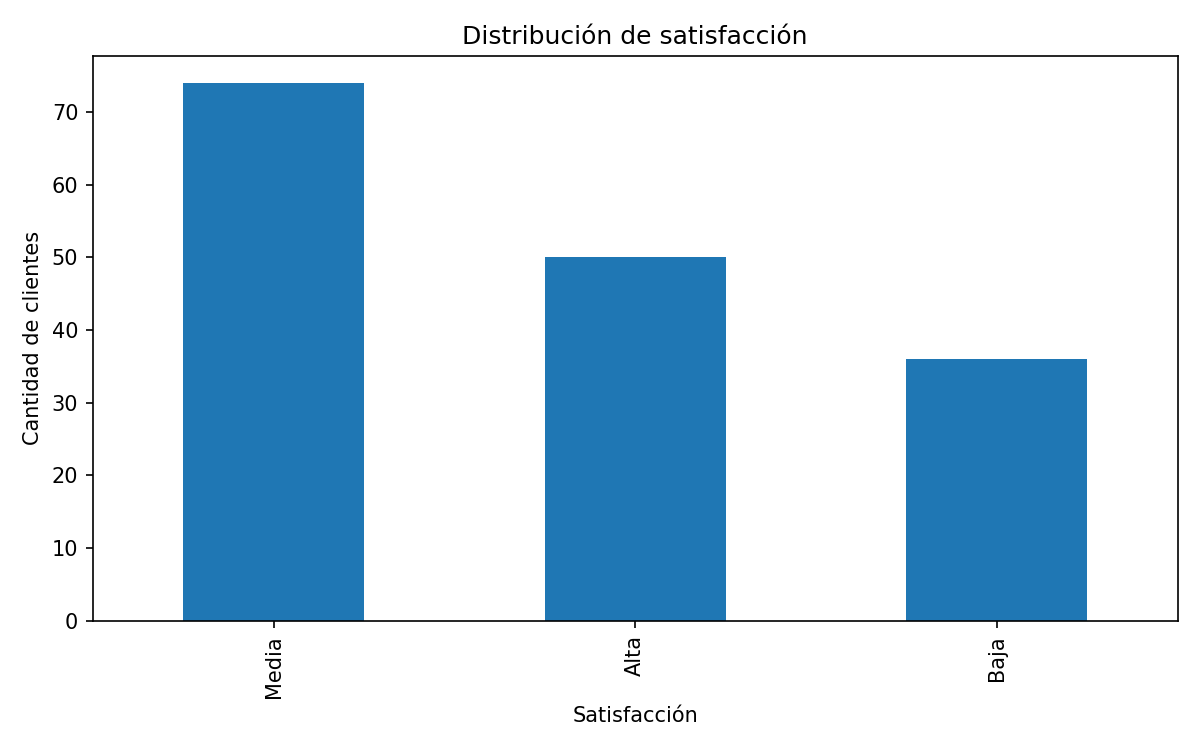 Distribución de satisfacción
Cantidad de clientes
70
60
50
40
30
20
10
0
Media
Alta
Baja
Satisfacción